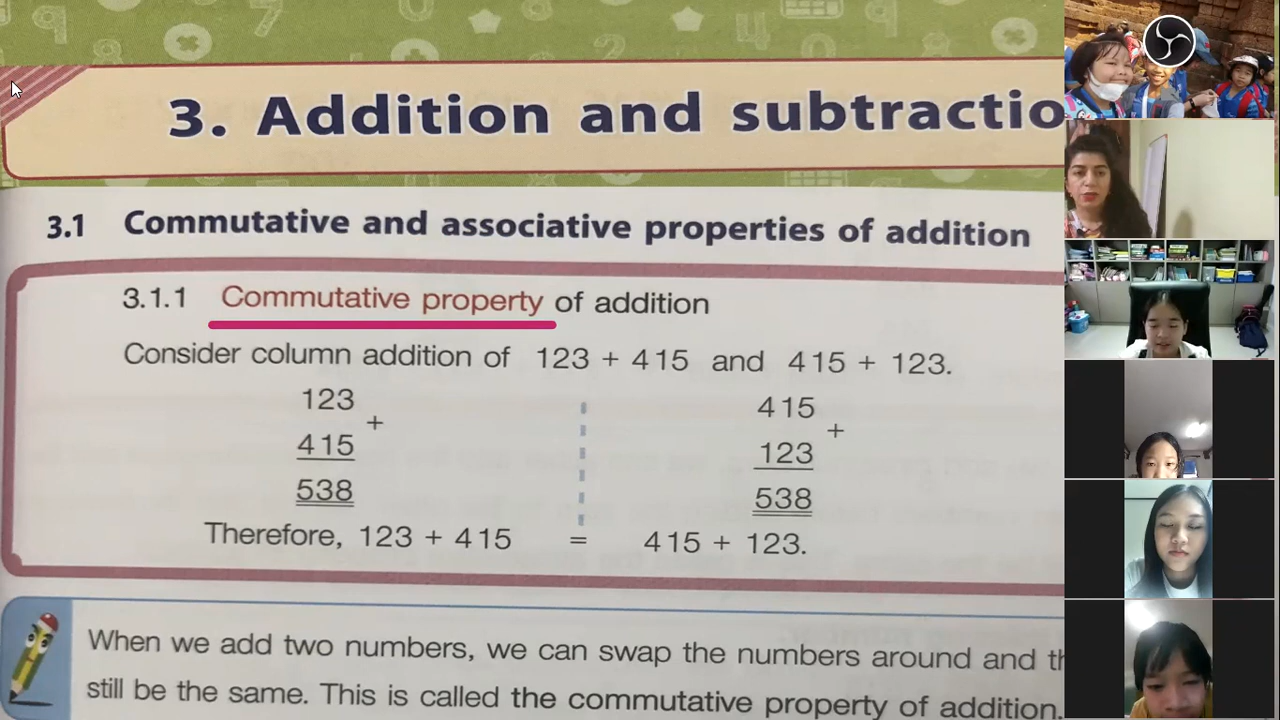 3. Addition and subtractio
3.1 Commutative and associative properties of addition
3.1.1 Commutative property of addition
Consider column addition of 123 + 415 and 415 + 123.
123 415
+ +
415 123
538 538
Therefore, 123 + 415 = 415 + 123.
When we add two numbers, we can swap the numbers around and th
still be the same. This is called the commutative property of addition.